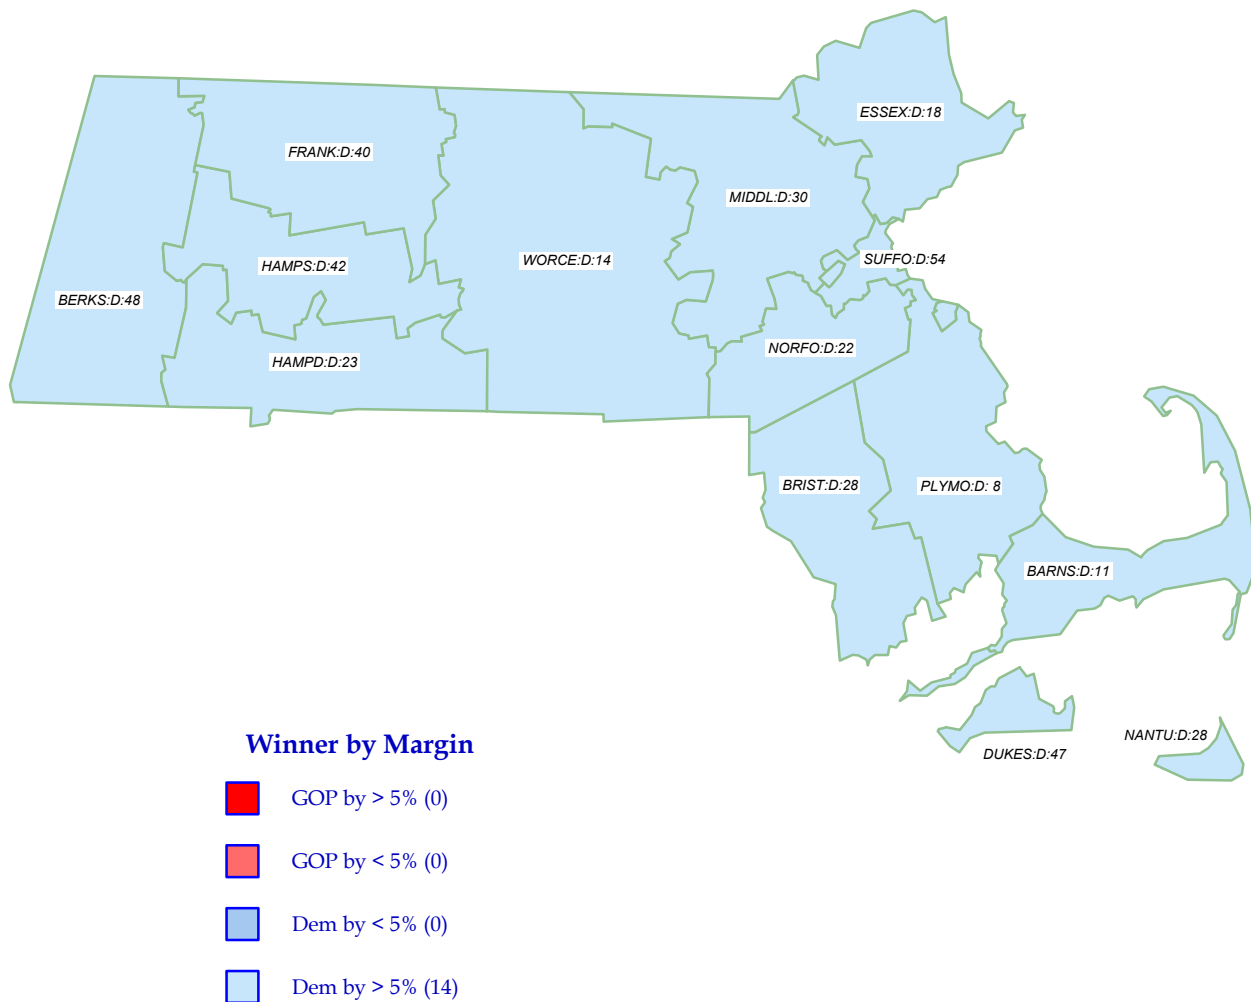 ESSEX:D:18
FRANK:D:40
MIDDL:D:30
SUFFO:D:54
WORCE:D:14
HAMPS:D:42
BERKS:D:48
NORFO:D:22
HAMPD:D:23
BRIST:D:28
PLYMO:D: 8
BARNS:D:11
NANTU:D:28
DUKES:D:47
Winner by Margin
GOP by > 5% (0)
GOP by < 5% (0)
Dem by < 5% (0)
Dem by > 5% (14)